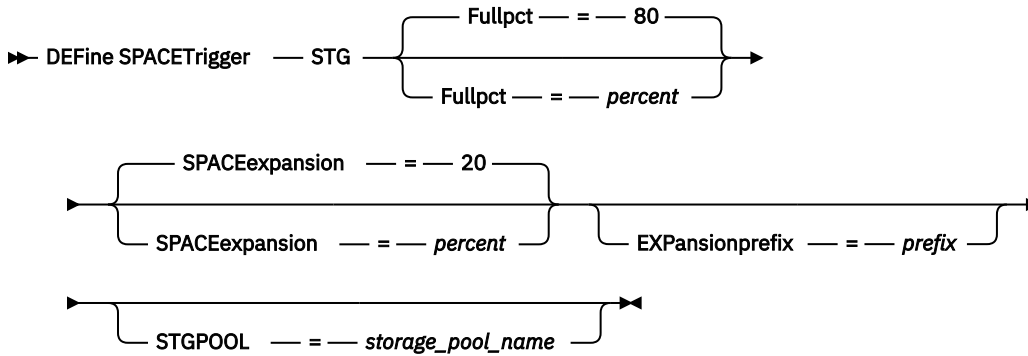 Fullpct = 80
DEFine SPACETrigger STG
Fullpct = percent
SPACEexpansion = 20
SPACEexpansion = percent
EXPansionprefix = prefix
STGPOOL = storage_pool_name